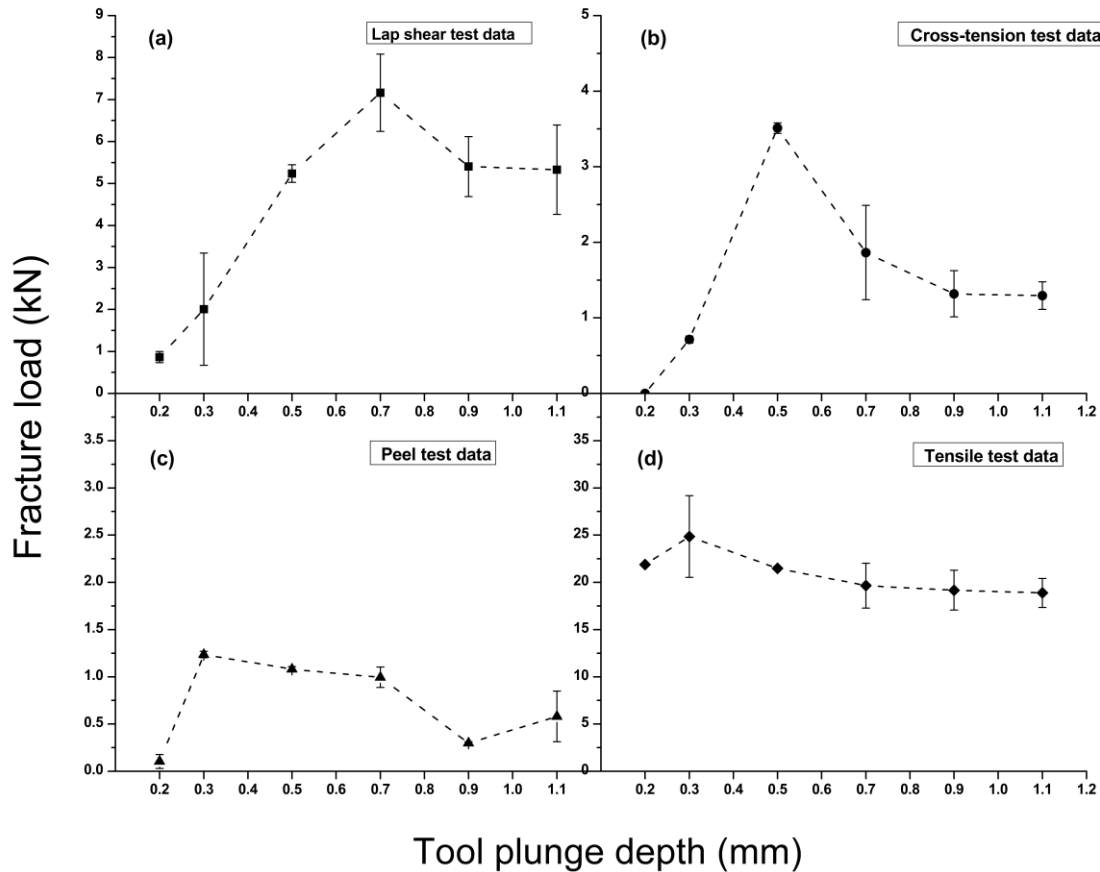 (a)
Lap shear test data
9
8
7
6
5
4
3
2
1
0
0.2 0.3 0.4 0.5 0.6 0.7 0.8 0.9 1.0 1.1
(b)
Cross-tension test data
5
4
3
2
1
0
0.2 0.3 0.4 0.5 0.6 0.7 0.8 0.9 1.0 1.1 1.2
(c)
Peel test data
3.5
3.0
2.5
2.0
1.5
1.0
0.5
0.0
0.2 0.3 0.4 0.5 0.6 0.7 0.8 0.9 1.0 1.1
(d)
Tensile test data
35
30
25
20
15
10
5
0
0.2 0.3 0.4 0.5 0.6 0.7 0.8 0.9 1.0 1.1 1.2
Fracture load (kN)
Tool plunge depth (mm)